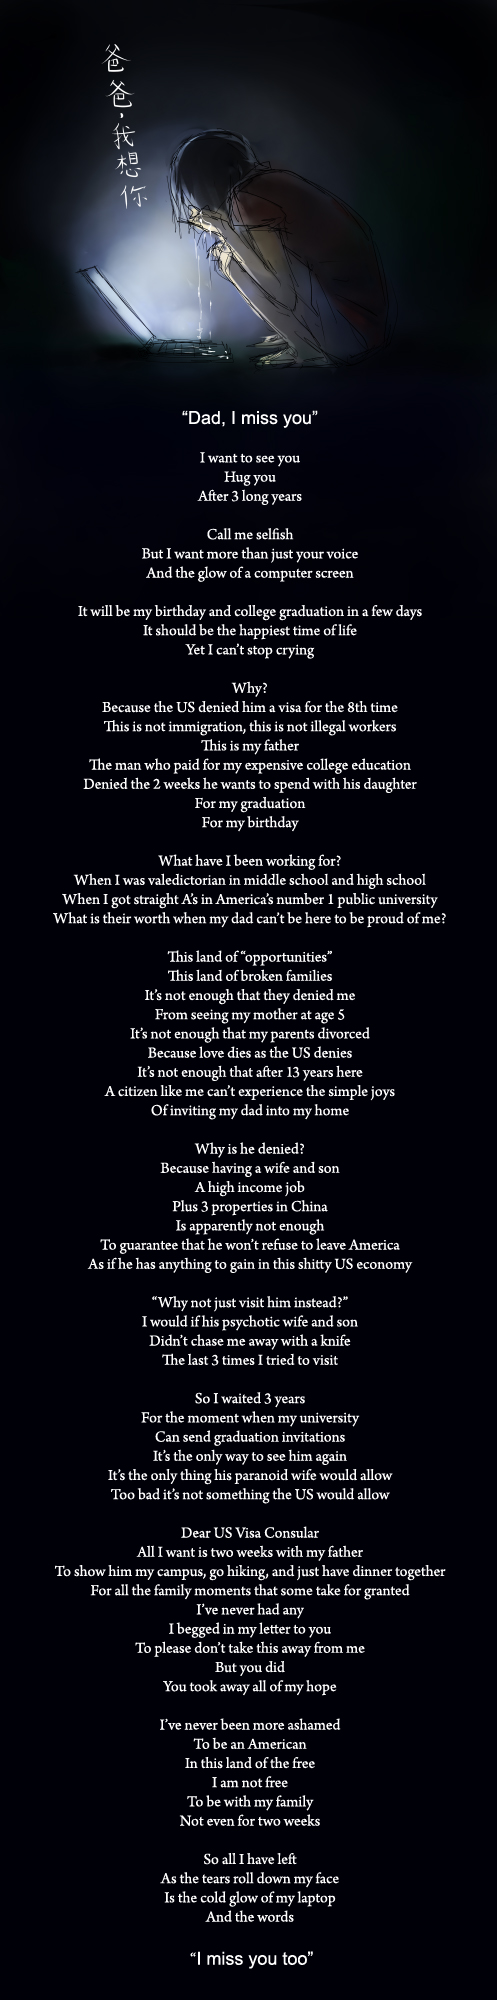 爸爸，我想你
“Dad, I miss you”
I want to see you
Hug you
After 3 long years
Call me selfish
But I want more than just your voice
And the glow of a computer screen
It will be my birthday and college graduation in a few days
It should be the happiest time of life
Yet I can’t stop crying
Why?
Because the US denied him a visa for the 8th time
This is not immigration, this is not illegal workers
This is my father
The man who paid for my expensive college education
Denied the 2 weeks he wants to spend with his daughter
For my graduation
For my birthday
What have I been working for?
When I was valedictorian in middle school and high school
When I got straight A’s in America’s number 1 public university
What is their worth when my dad can’t be here to be proud of me?
This land of “opportunities”
This land of broken families
It’s not enough that they denied me
From seeing my mother at age 5
It’s not enough that my parents divorced
Because love dies as the US denies
It’s not enough that after 13 years here
A citizen like me can’t experience the simple joys
Of inviting my dad into my home
Why is he denied?
Because having a wife and son
A high income job
Plus 3 properties in China
Is apparently not enough
To guarantee that he won’t refuse to leave America
As if he has anything to gain in this shitty US economy
“Why not just visit him instead?”
I would if his psychotic wife and son
Didn’t chase me away with a knife
The last 3 times I tried to visit
So I waited 3 years
For the moment when my university
Can send graduation invitations
It’s the only way to see him again
It’s the only thing his paranoid wife would allow
Too bad it’s not something the US would allow
Dear US Visa Consular
All I want is two weeks with my father
To show him my campus, go hiking, and just have dinner together
For all the family moments that some take for granted
I’ve never had any
I begged in my letter to you
To please don’t take this away from me
But you did
You took away all of my hope
I’ve never been more ashamed
To be an American
In this land of the free
I am not free
To be with my family
Not even for two weeks
So all I have left
As the tears roll down my face
Is the cold glow of my laptop
And the words
“I miss you too”